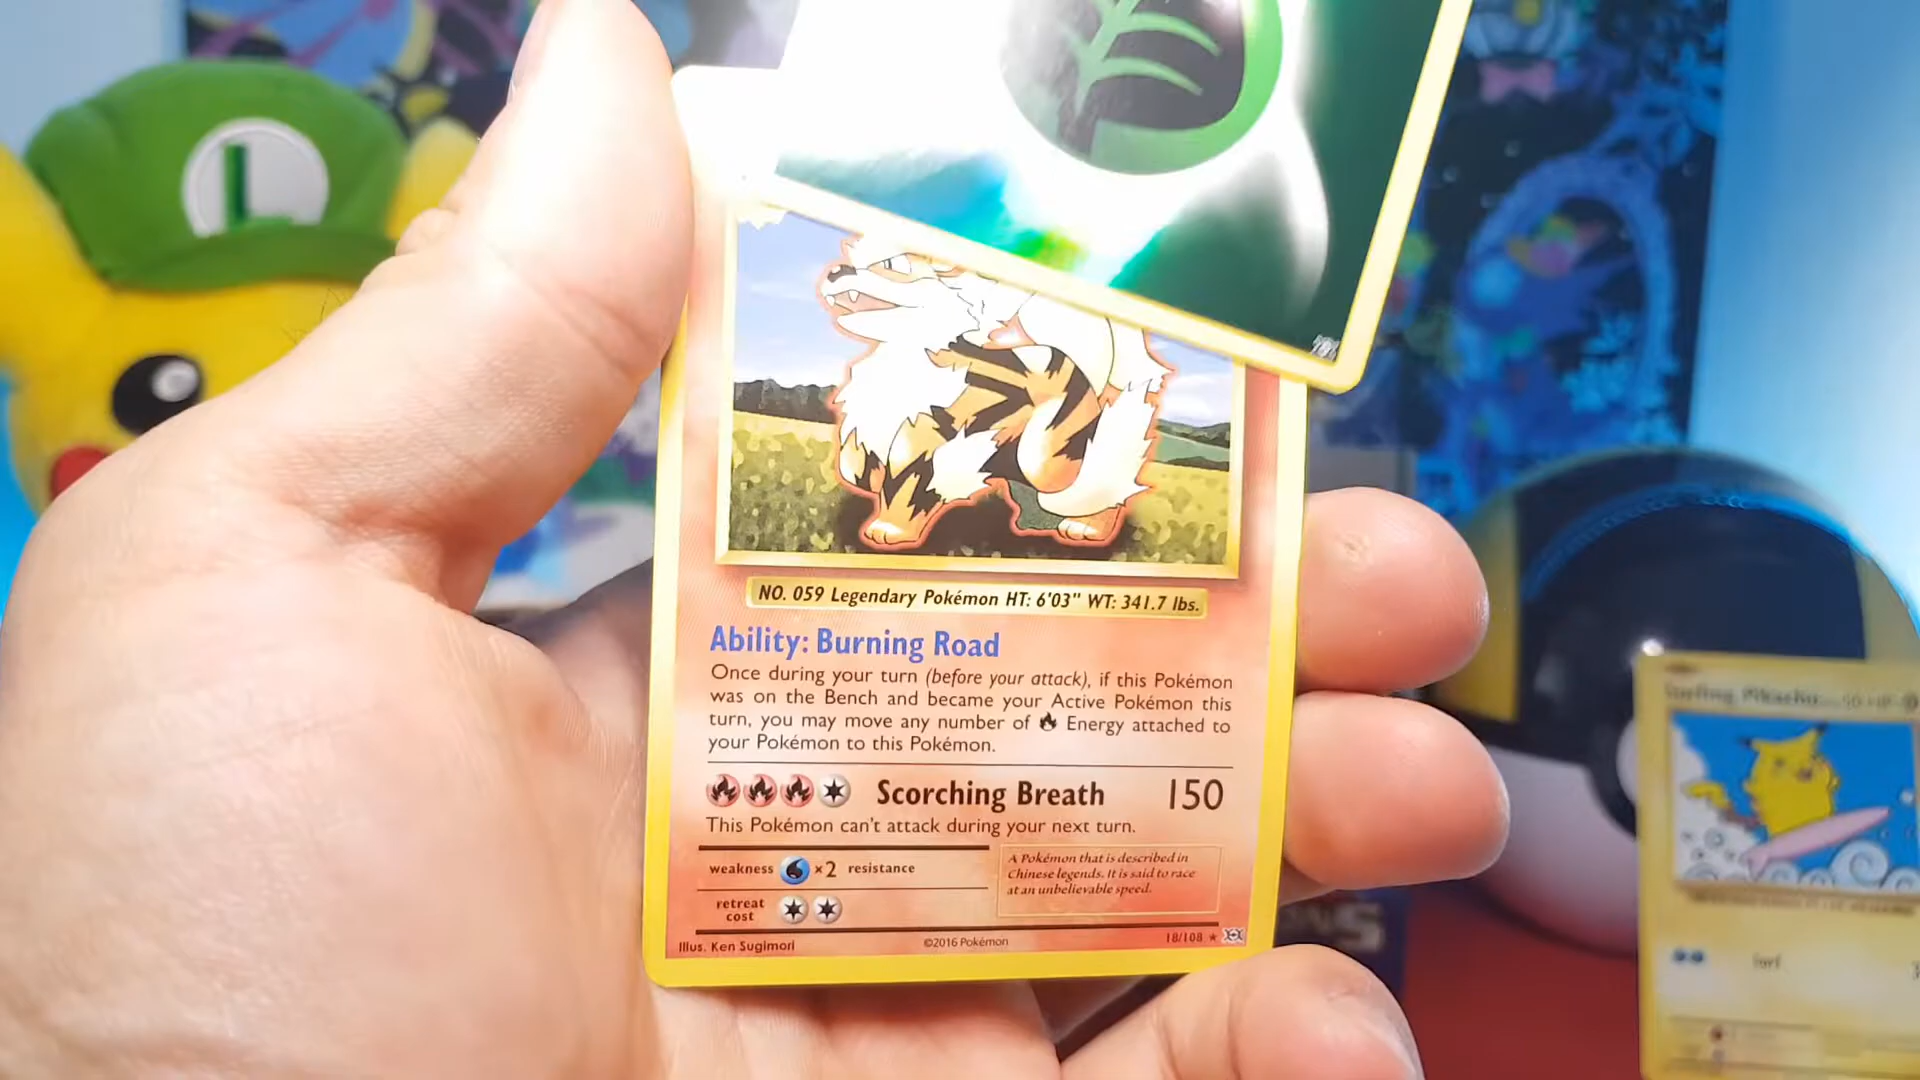 L
NO. 059 Legendary Pokémon HT: 6'03" WT: 341.7 lbs.
Ability: Burning Road
Once during your turn (before your attack), if this Pokémon
was on the Bench and became your Active Pokémon this
turn, you may move any number of Energy attached to
your Pokémon to this Pokémon.
Scorching Breath 150
This Pokémon can't attack during your next turn.
weakness ×2 resistance
retreat
cost
A Pokémon that is described in
Chinese legends. It is said to race
at an unbelievable speed.
Illus. Ken Sugimori
©2016 Pokémon
18/108
Surfing Pikachu